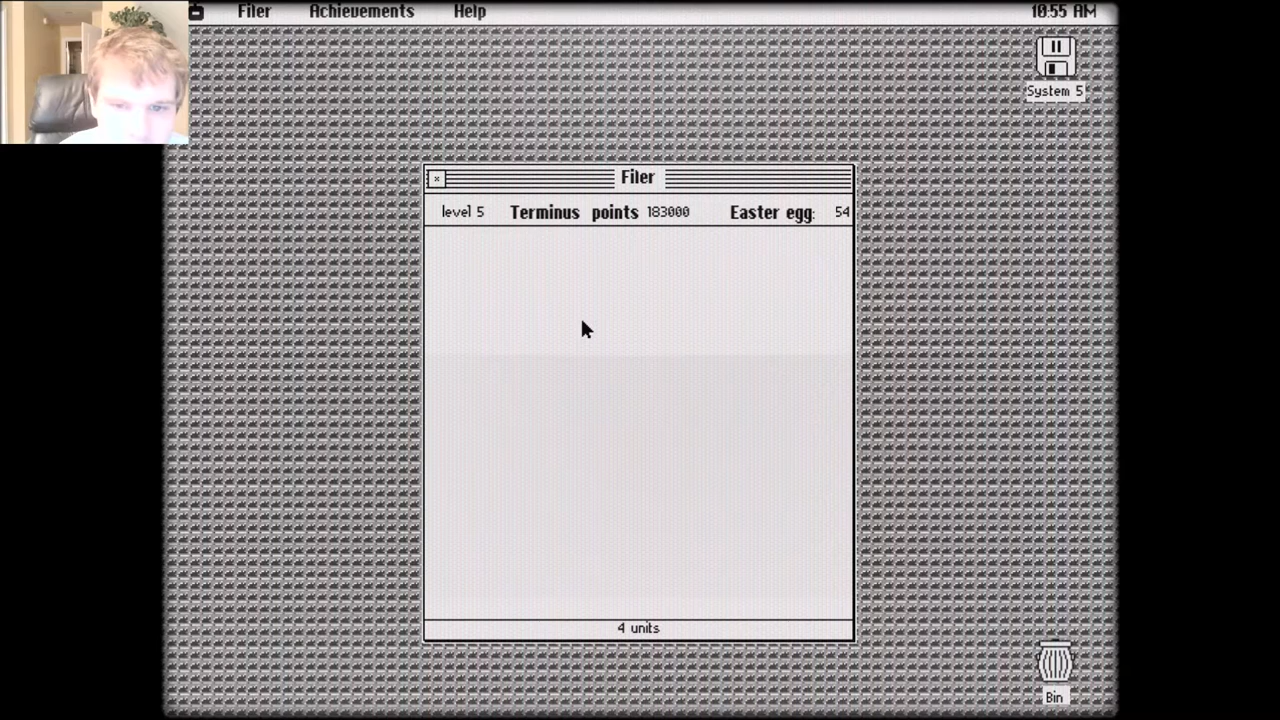 Filer Achievements Help 10:55 AM
System 5
Filer
level 5 Terminus points 183000 Easter egg: 54
4 units
Bin